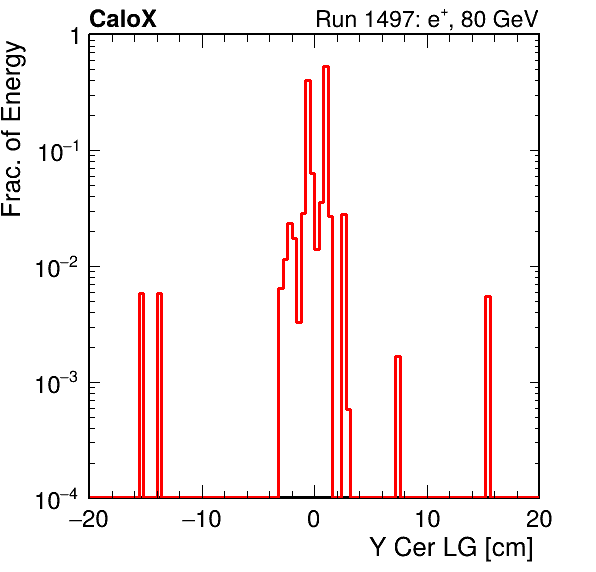 CaloX Run 1497: e⁺, 80 GeV
Frac. of Energy
1
10⁻¹
10⁻²
10⁻³
10⁻⁴
−20 −10 0 10 20
Y Cer LG [cm]